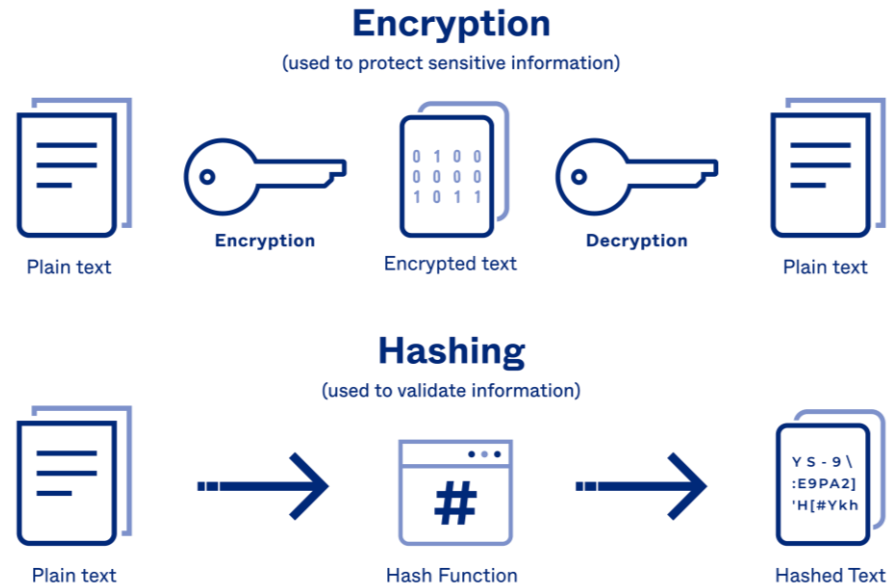 Encryption
(used to protect sensitive information)
0 1 0 0
0 0 0 0
1 0 1 1
Encryption
Decryption
Plain text
Encrypted text
Plain text
Hashing
(used to validate information)
#
Y S - 9 \
:E9PA2]
'H[#Ykh
Plain text
Hash Function
Hashed Text